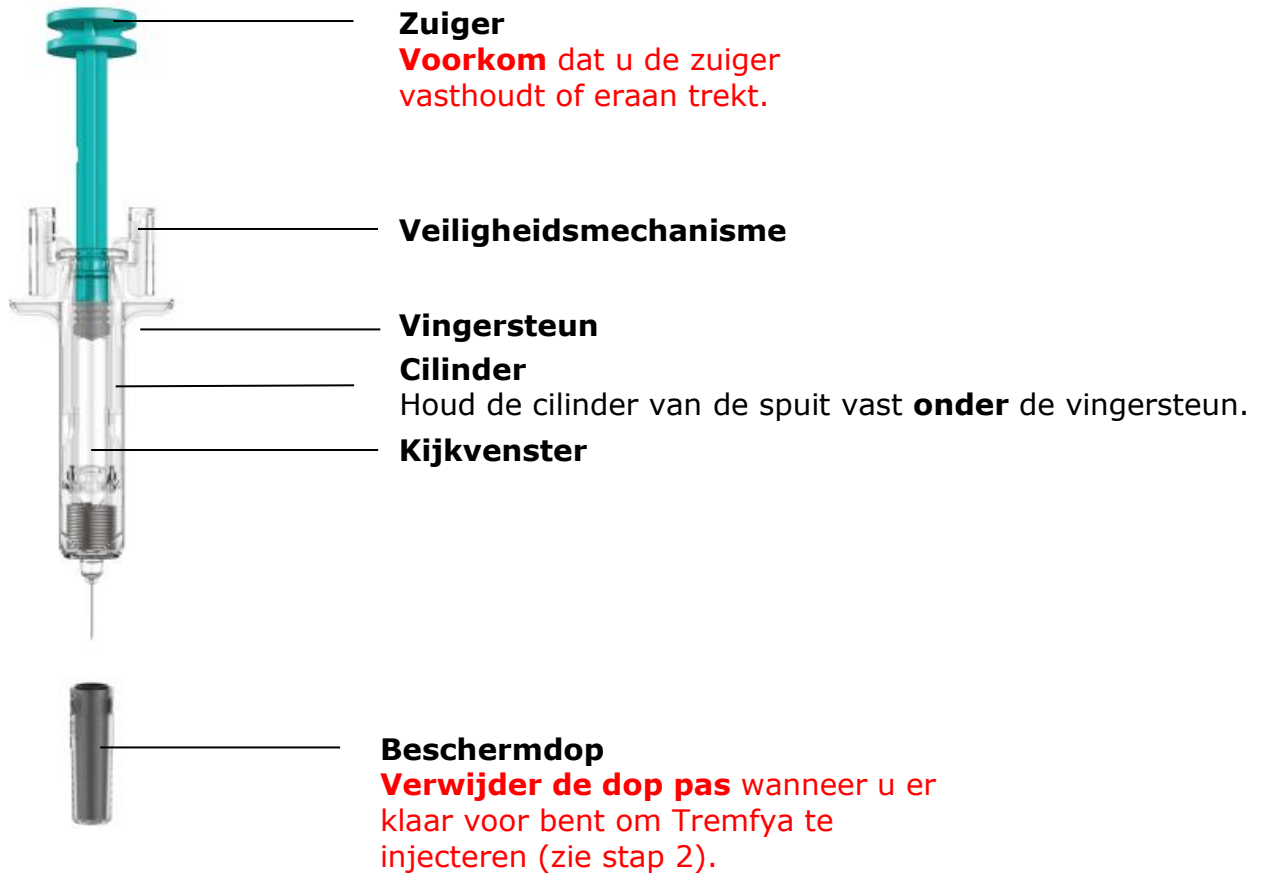 Zuiger
Voorkom dat u de zuiger
vasthoudt of eraan trekt.
Veiligheidsmechanisme
Vingersteun
Cilinder
Houd de cilinder van de spuit vast onder de vingersteun.
Kijkvenster
Beschermdop
Verwijder de dop pas wanneer u er
klaar voor bent om Tremfya te
injecteren (zie stap 2).